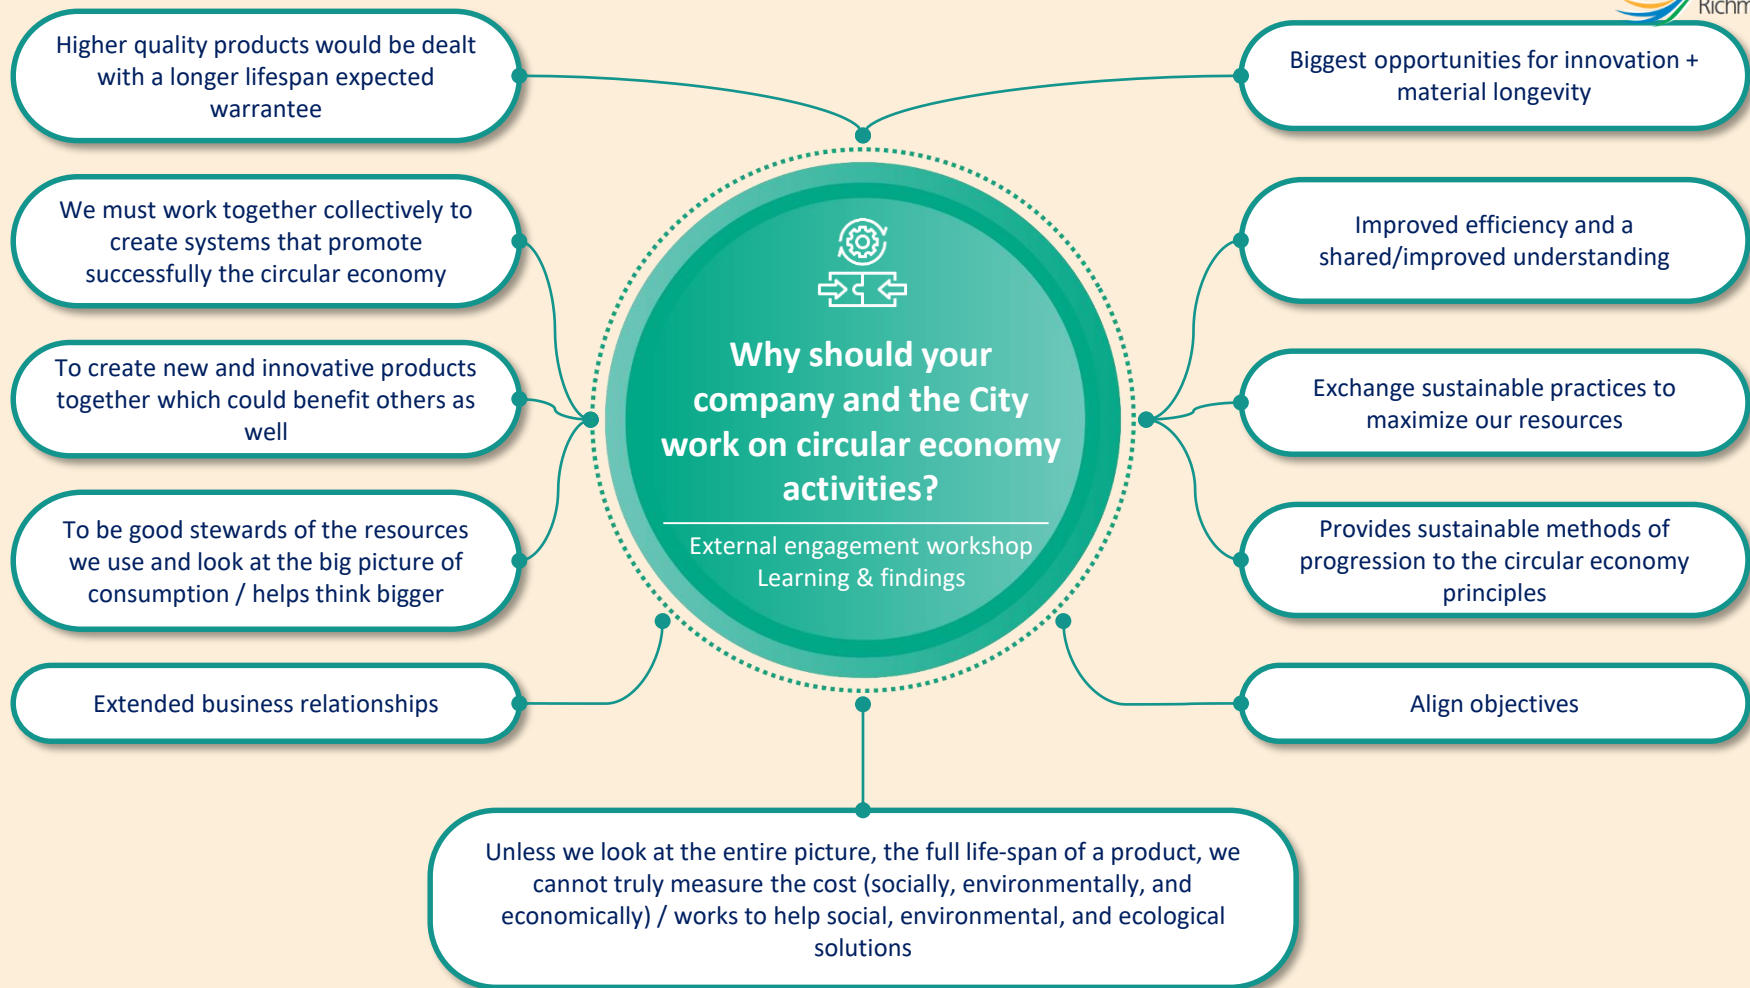 Richm
Higher quality products would be dealt
with a longer lifespan expected
warrantee
We must work together collectively to
create systems that promote
successfully the circular economy
To create new and innovative products
together which could benefit others as
well
To be good stewards of the resources
we use and look at the big picture of
consumption / helps think bigger
Extended business relationships
Why should your
company and the City
work on circular economy
activities?
External engagement workshop
Learning & findings
Biggest opportunities for innovation +
material longevity
Improved efficiency and a
shared/improved understanding
Exchange sustainable practices to
maximize our resources
Provides sustainable methods of
progression to the circular economy
principles
Align objectives
Unless we look at the entire picture, the full life-span of a product, we
cannot truly measure the cost (socially, environmentally, and
economically) / works to help social, environmental, and ecological
solutions